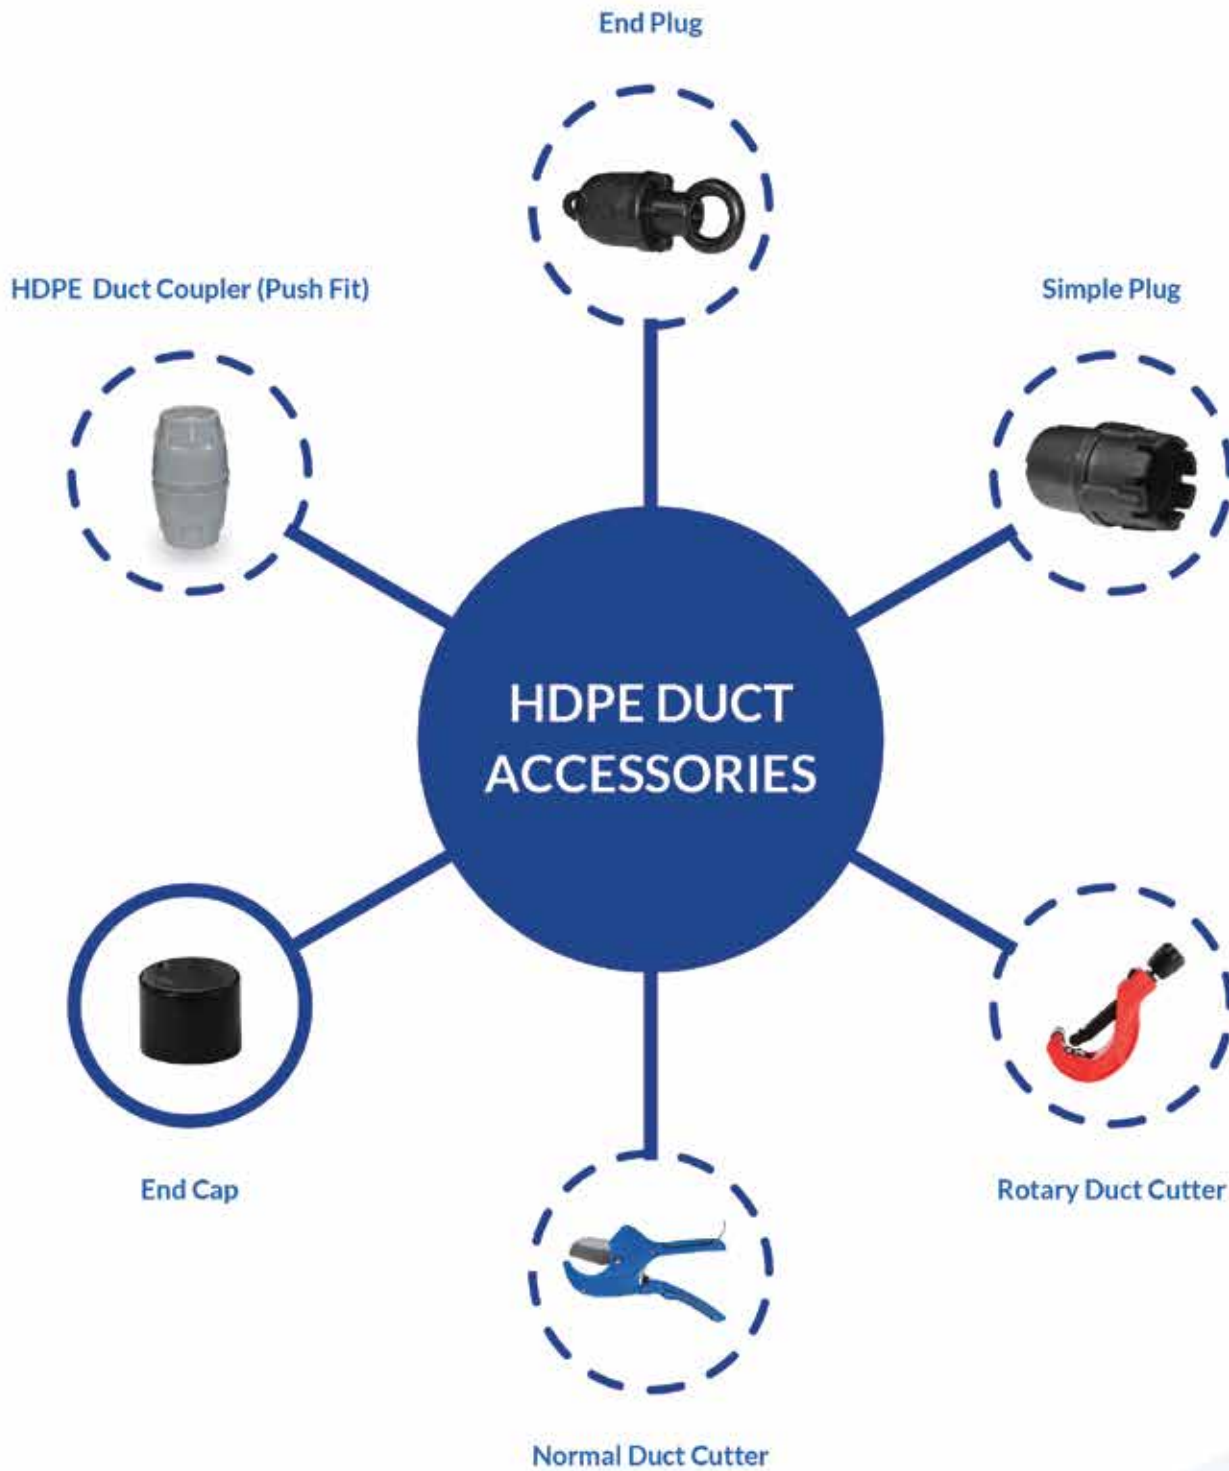 End Plug
HDPE Duct Coupler (Push Fit)
Simple Plug
HDPE DUCT
ACCESSORIES
End Cap
Rotary Duct Cutter
Normal Duct Cutter